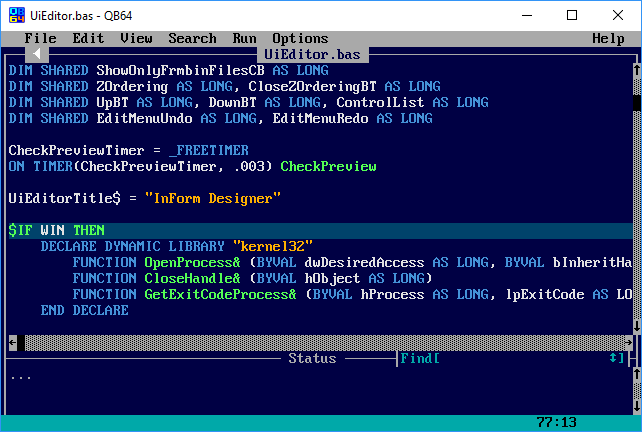 QB64 UiEditor.bas - QB64
File Edit View Search Run Options Help
UiEditor.bas
DIM SHARED ShowOnlyFrmbinFilesCB AS LONG
DIM SHARED ZOrdering AS LONG, CloseZOrderingBT AS LONG
DIM SHARED UpBT AS LONG, DownBT AS LONG, ControlList AS LONG
DIM SHARED EditMenuUndo AS LONG, EditMenuRedo AS LONG
CheckPreviewTimer = _FREETIMER
ON TIMER(CheckPreviewTimer, .003) CheckPreview
UiEditorTitle$ = "InForm Designer"
$IF WIN THEN
DECLARE DYNAMIC LIBRARY "kernel32"
FUNCTION OpenProcess& (BYVAL dwDesiredAccess AS LONG, BYVAL bInheritHa
FUNCTION CloseHandle& (BYVAL hObject AS LONG)
FUNCTION GetExitCodeProcess& (BYVAL hProcess AS LONG, lpExitCode AS LO
END DECLARE
Status Find[ ↕]
...
77:13